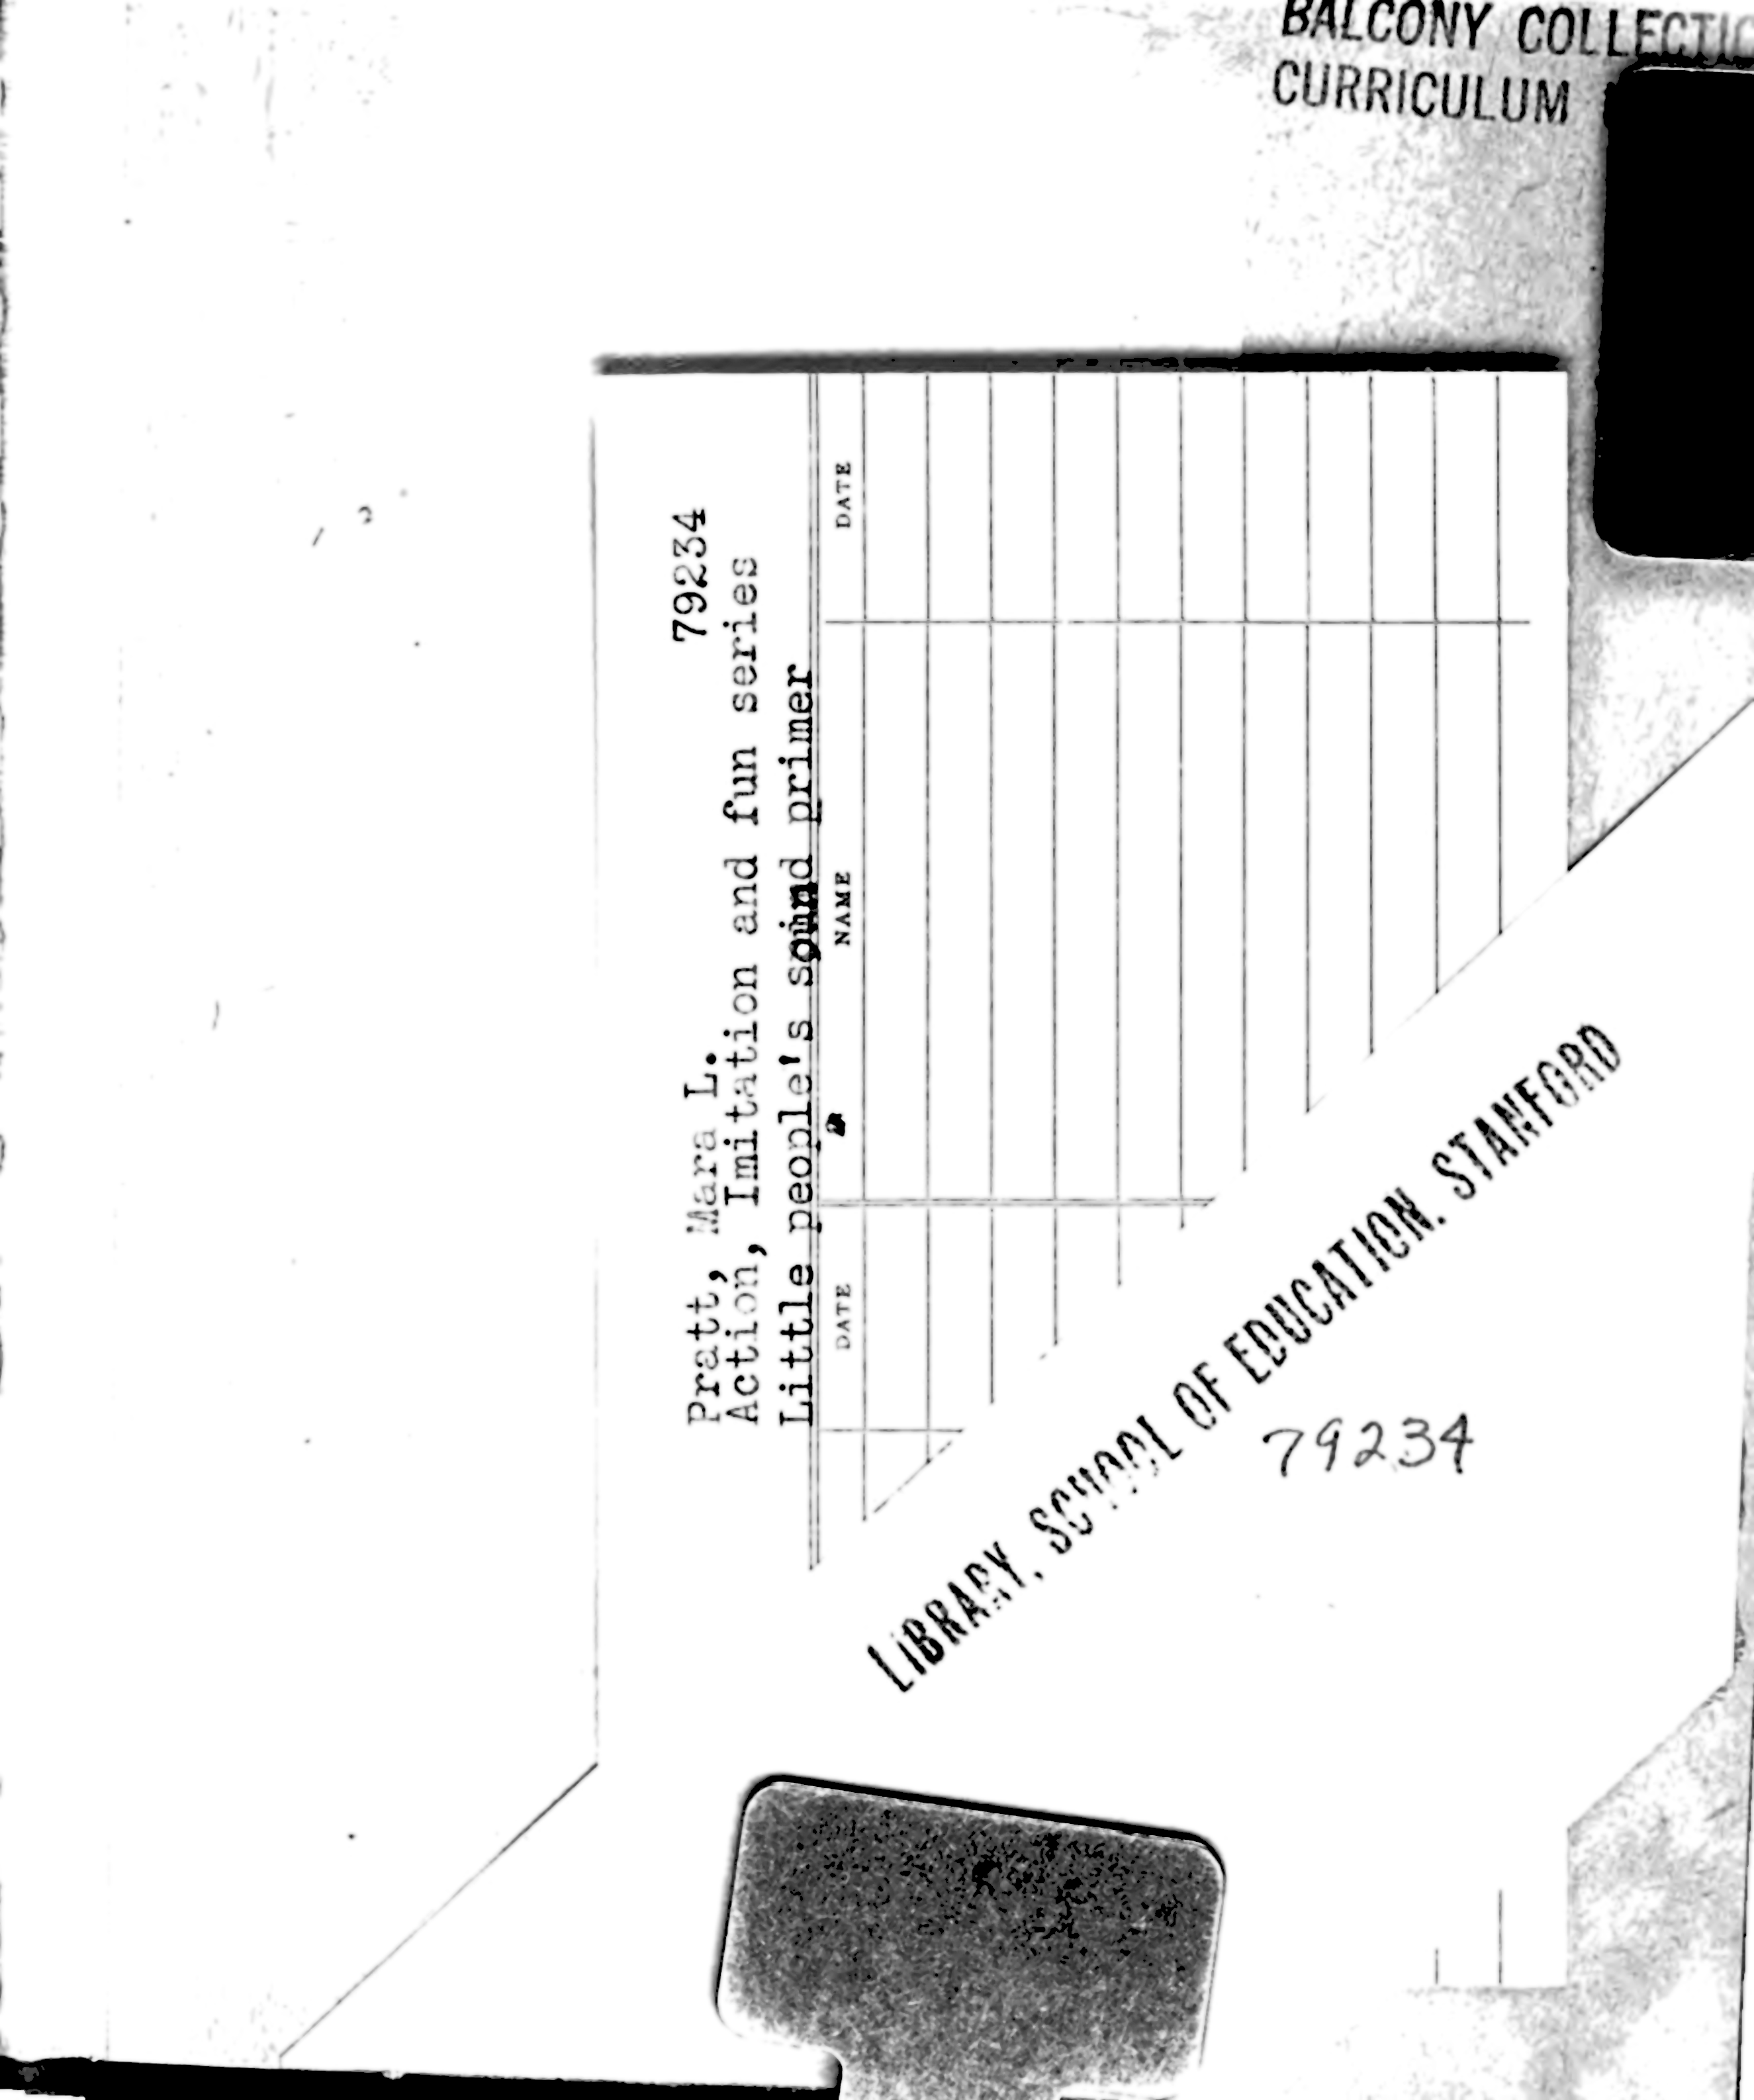 BALCONY COLLECTIO
CURRICULUM
79234
Pratt, Mara L.
Action, Imitation and fun series
Little people's sound primer
DATE
NAME
DATE
LIBRARY, SCHOOL OF EDUCATION. STANFORD
79234